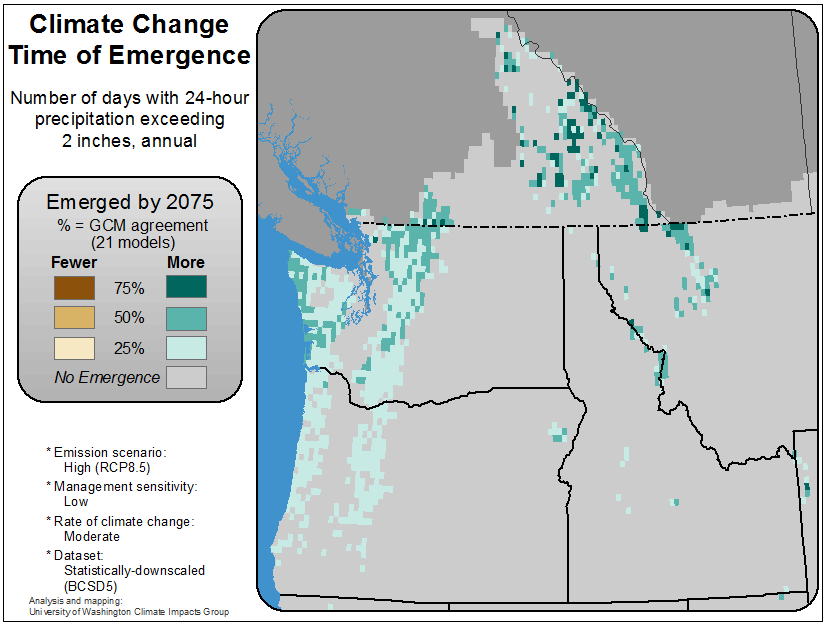 Climate Change
Time of Emergence
Number of days with 24-hour
precipitation exceeding
2 inches, annual
Emerged by 2075
% = GCM agreement
(21 models)
Fewer More
75%
50%
25%
No Emergence
* Emission scenario:
High (RCP8.5)
* Management sensitivity:
Low
* Rate of climate change:
Moderate
* Dataset:
Statistically-downscaled
(BCSD5)
Analysis and mapping:
University of Washington Climate Impacts Group